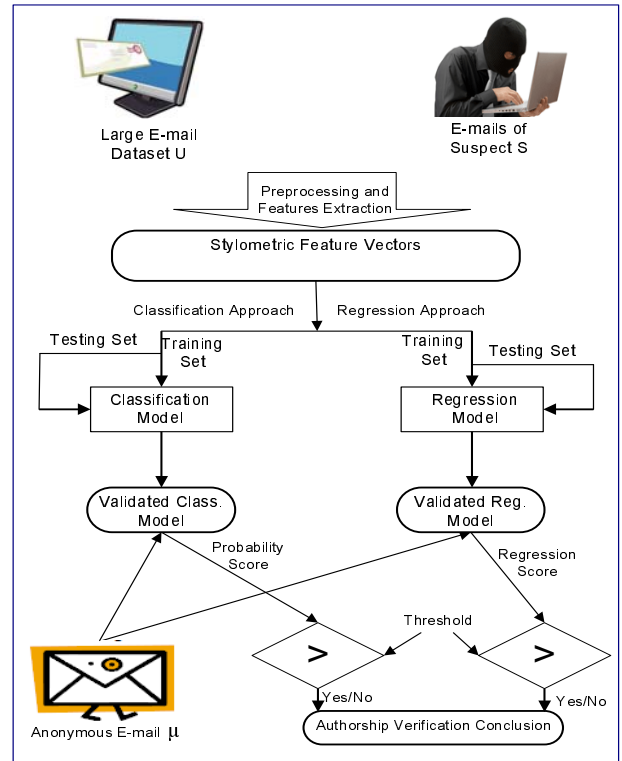 Large E-mail
Dataset U
E-mails of
Suspect S
Preprocessing and
Features Extraction
Stylometric Feature Vectors
Classification Approach
Regression Approach
Testing Set
Training
Set
Training
Set
Testing Set
Classification
Model
Regression
Model
Validated Class.
Model
Validated Reg.
Model
Probability
Score
Regression
Score
Threshold
>
>
Yes/No
Yes/No
Anonymous E-mail μ
Authorship Verification Conclusion